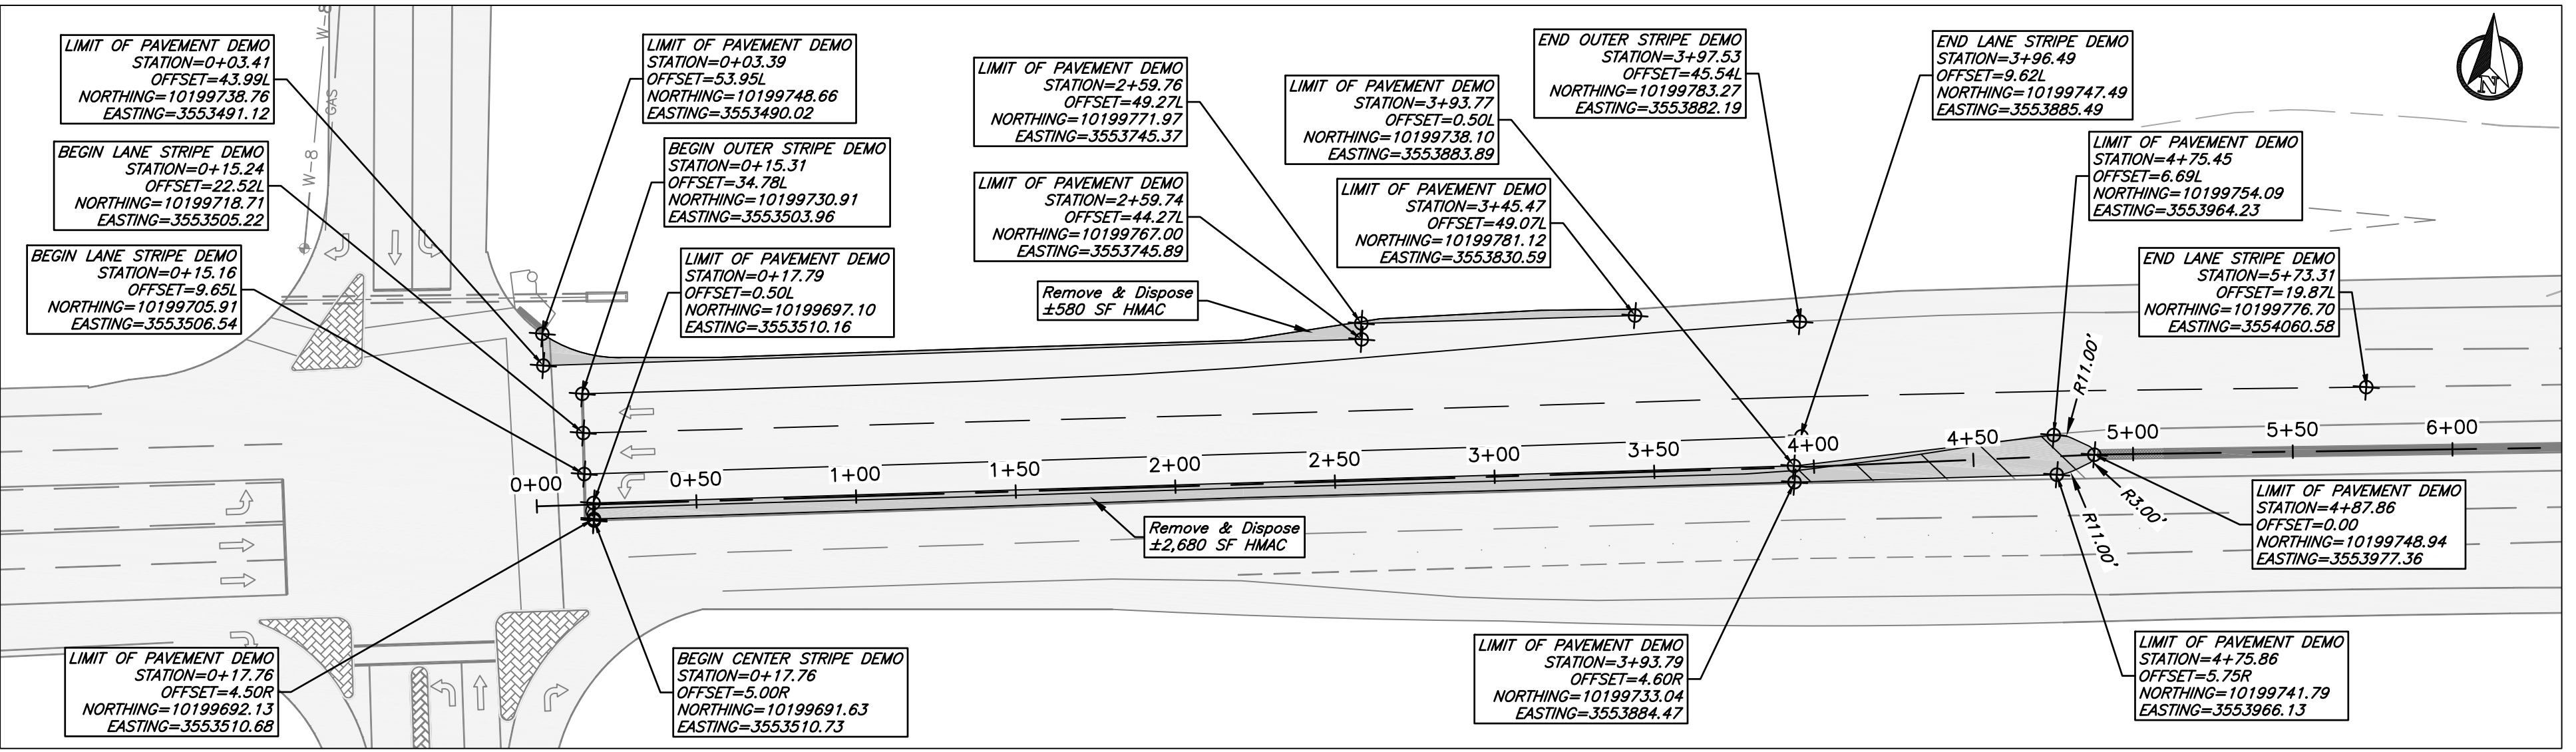 LIMIT OF PAVEMENT DEMO
STATION=0+03.41
OFFSET=43.99L
NORTHING=10199738.76
EASTING=3553491.12
BEGIN LANE STRIPE DEMO
STATION=0+15.24
OFFSET=22.52L
NORTHING=10199718.71
EASTING=3553505.22
BEGIN LANE STRIPE DEMO
STATION=0+15.16
OFFSET=9.65L
NORTHING=10199705.91
EASTING=3553506.54
W-8
GAS
W-8
LIMIT OF PAVEMENT DEMO
STATION=0+03.39
OFFSET=53.95L
NORTHING=10199748.66
EASTING=3553490.02
BEGIN OUTER STRIPE DEMO
STATION=0+15.31
OFFSET=34.78L
NORTHING=10199730.91
EASTING=3553503.96
LIMIT OF PAVEMENT DEMO
STATION=0+17.79
OFFSET=0.50L
NORTHING=10199697.10
EASTING=3553510.16
LIMIT OF PAVEMENT DEMO
STATION=2+59.76
OFFSET=49.27L
NORTHING=10199771.97
EASTING=3553745.37
LIMIT OF PAVEMENT DEMO
STATION=2+59.74
OFFSET=44.27L
NORTHING=10199767.00
EASTING=3553745.89
Remove & Dispose
±580 SF HMAC
LIMIT OF PAVEMENT DEMO
STATION=3+93.77
OFFSET=0.50L
NORTHING=10199738.10
EASTING=3553883.89
LIMIT OF PAVEMENT DEMO
STATION=3+45.47
OFFSET=49.07L
NORTHING=10199781.12
EASTING=3553830.59
END OUTER STRIPE DEMO
STATION=3+97.53
OFFSET=45.54L
NORTHING=10199783.27
EASTING=3553882.19
END LANE STRIPE DEMO
STATION=3+96.49
OFFSET=9.62L
NORTHING=10199747.49
EASTING=3553885.49
LIMIT OF PAVEMENT DEMO
STATION=4+75.45
OFFSET=6.69L
NORTHING=10199754.09
EASTING=3553964.23
END LANE STRIPE DEMO
STATION=5+73.31
OFFSET=19.87L
NORTHING=10199776.70
EASTING=3554060.58
N
R11.00'
0+00
0+50
1+00
1+50
2+00
2+50
3+00
3+50
4+00
4+50
5+00
5+50
6+00
R3.00'
R11.00'
Remove & Dispose
±2,680 SF HMAC
LIMIT OF PAVEMENT DEMO
STATION=4+87.86
OFFSET=0.00
NORTHING=10199748.94
EASTING=3553977.36
LIMIT OF PAVEMENT DEMO
STATION=0+17.76
OFFSET=4.50R
NORTHING=10199692.13
EASTING=3553510.68
BEGIN CENTER STRIPE DEMO
STATION=0+17.76
OFFSET=5.00R
NORTHING=10199691.63
EASTING=3553510.73
LIMIT OF PAVEMENT DEMO
STATION=3+93.79
OFFSET=4.60R
NORTHING=10199733.04
EASTING=3553884.47
LIMIT OF PAVEMENT DEMO
STATION=4+75.86
OFFSET=5.75R
NORTHING=10199741.79
EASTING=3553966.13